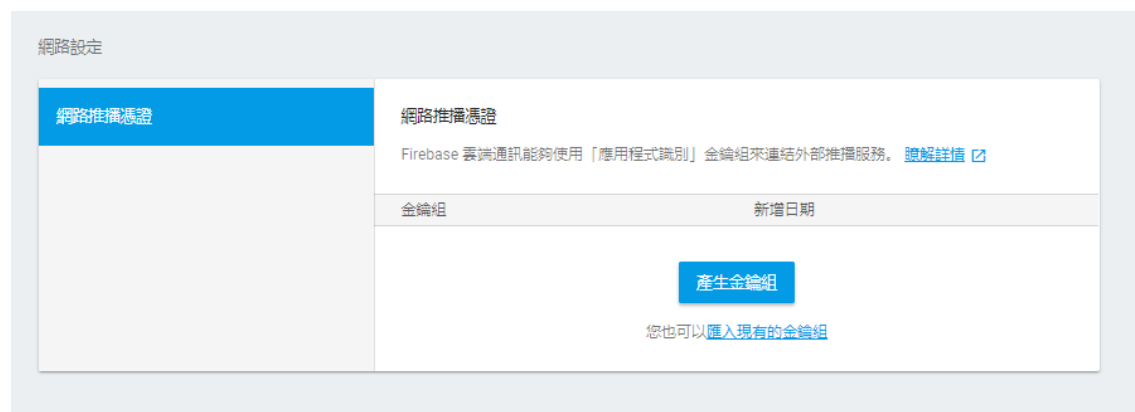 網路設定
網路推播憑證
網路推播憑證
Firebase 雲端通訊能夠使用「應用程式識別」金鑰組來連結外部推播服務。 瞭解詳情
金鑰組 新增日期
產生金鑰組
您也可以匯入現有的金鑰組